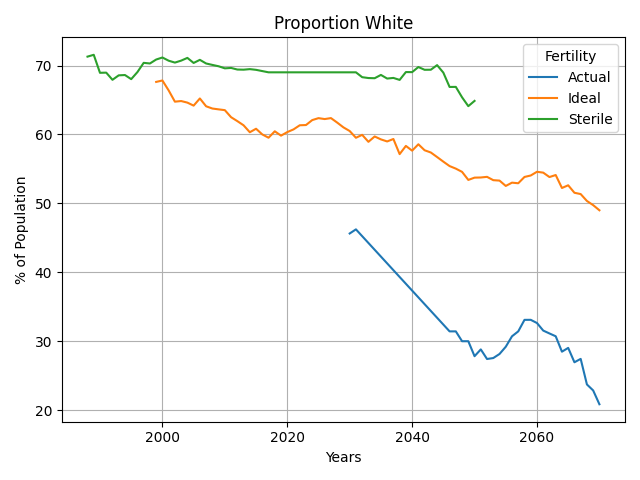 Proportion White
% of Population
70
60
50
40
30
20
Fertility
Actual
Ideal
Sterile
2000 2020 2040 2060
Years